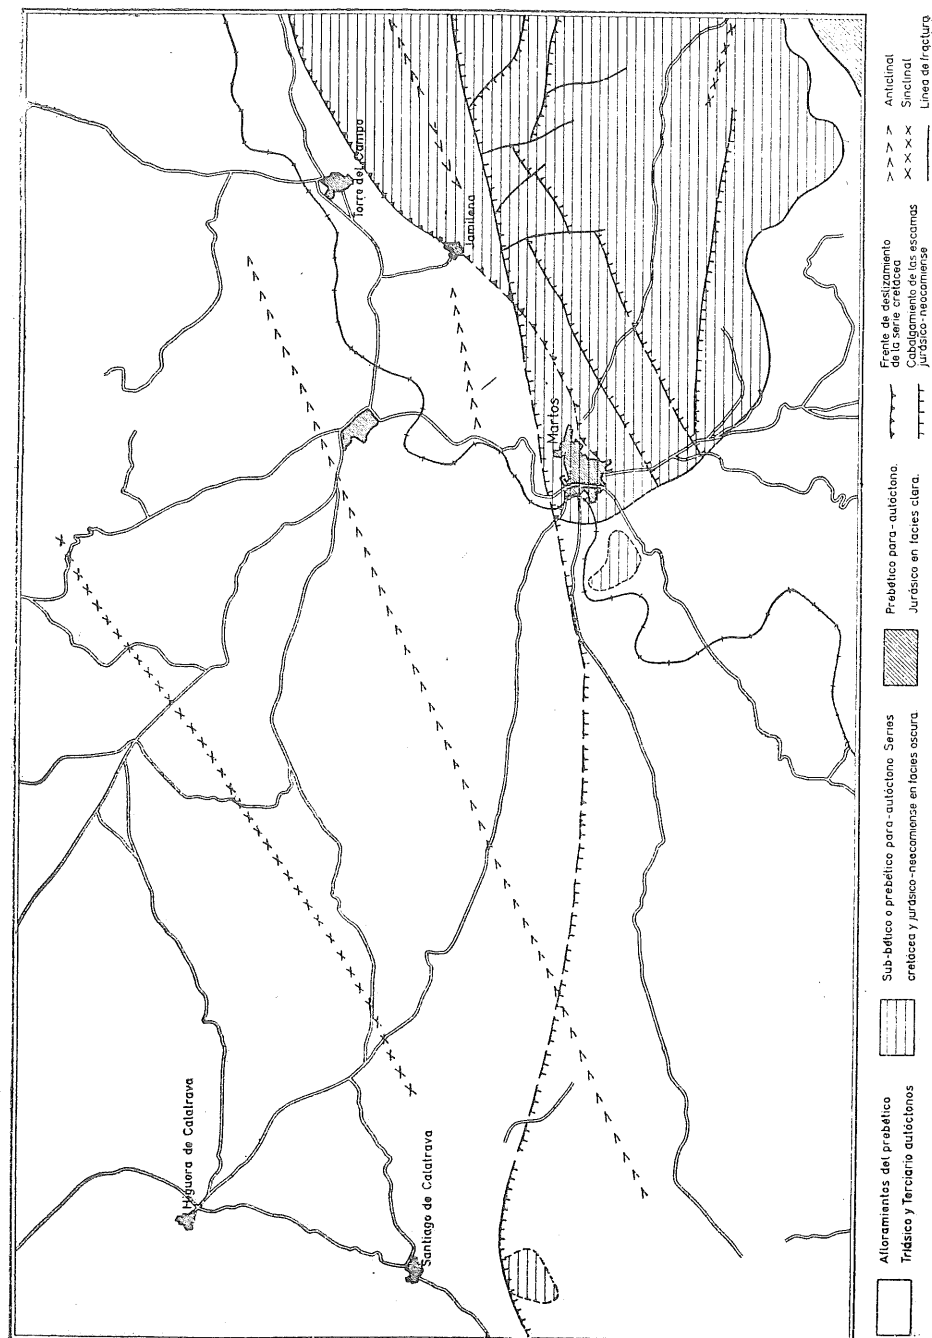 Torre del Campo
Jamilena
Martos
Higuera de Calatrava
Santiago de Calatrava
Afloramientos del prebético
Triásico y Terciario autóctonos
Sub-bético o prebético para-autóctono Series
cretácea y jurásico-neocomiense en facies oscura.
Prebético para-autóctono.
Jurásico en facies clara.
Frente de deslizamiento
de la serie cretácea
Cabalgamiento de las escamas
jurásico-neocomiense
Anticlinal
Sinclinal
Línea de fractura